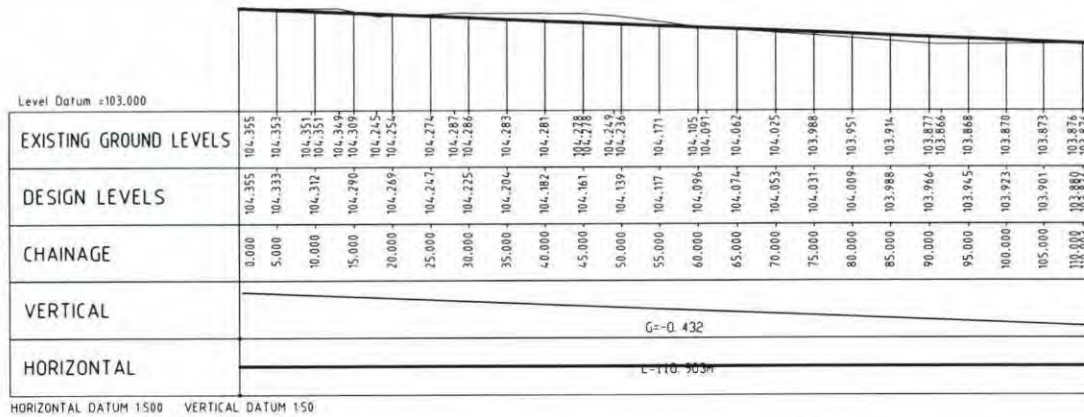 Level Datum =103.000
EXISTING GROUND LEVELS 104.355 104.353 104.351 104.351 104.349 104.309 104.245 104.254 104.274 104.287 104.286 104.283 104.281 104.278 104.278 104.249 104.236 104.171 104.105 104.091 104.062 104.025 103.988 103.951 103.914 103.877 103.866 103.868 103.870 103.873 103.876
DESIGN LEVELS 104.355 104.333 104.312 104.290 104.269 104.247 104.225 104.204 104.182 104.161 104.139 104.117 104.096 104.074 104.053 104.031 104.009 103.988 103.966 103.945 103.923 103.901 103.880
CHAINAGE 0.000 5.000 10.000 15.000 20.000 25.000 30.000 35.000 40.000 45.000 50.000 55.000 60.000 65.000 70.000 75.000 80.000 85.000 90.000 95.000 100.000 105.000 110.000
VERTICAL G=-0.432
HORIZONTAL L=110.903M
HORIZONTAL DATUM 1:500 VERTICAL DATUM 1:50